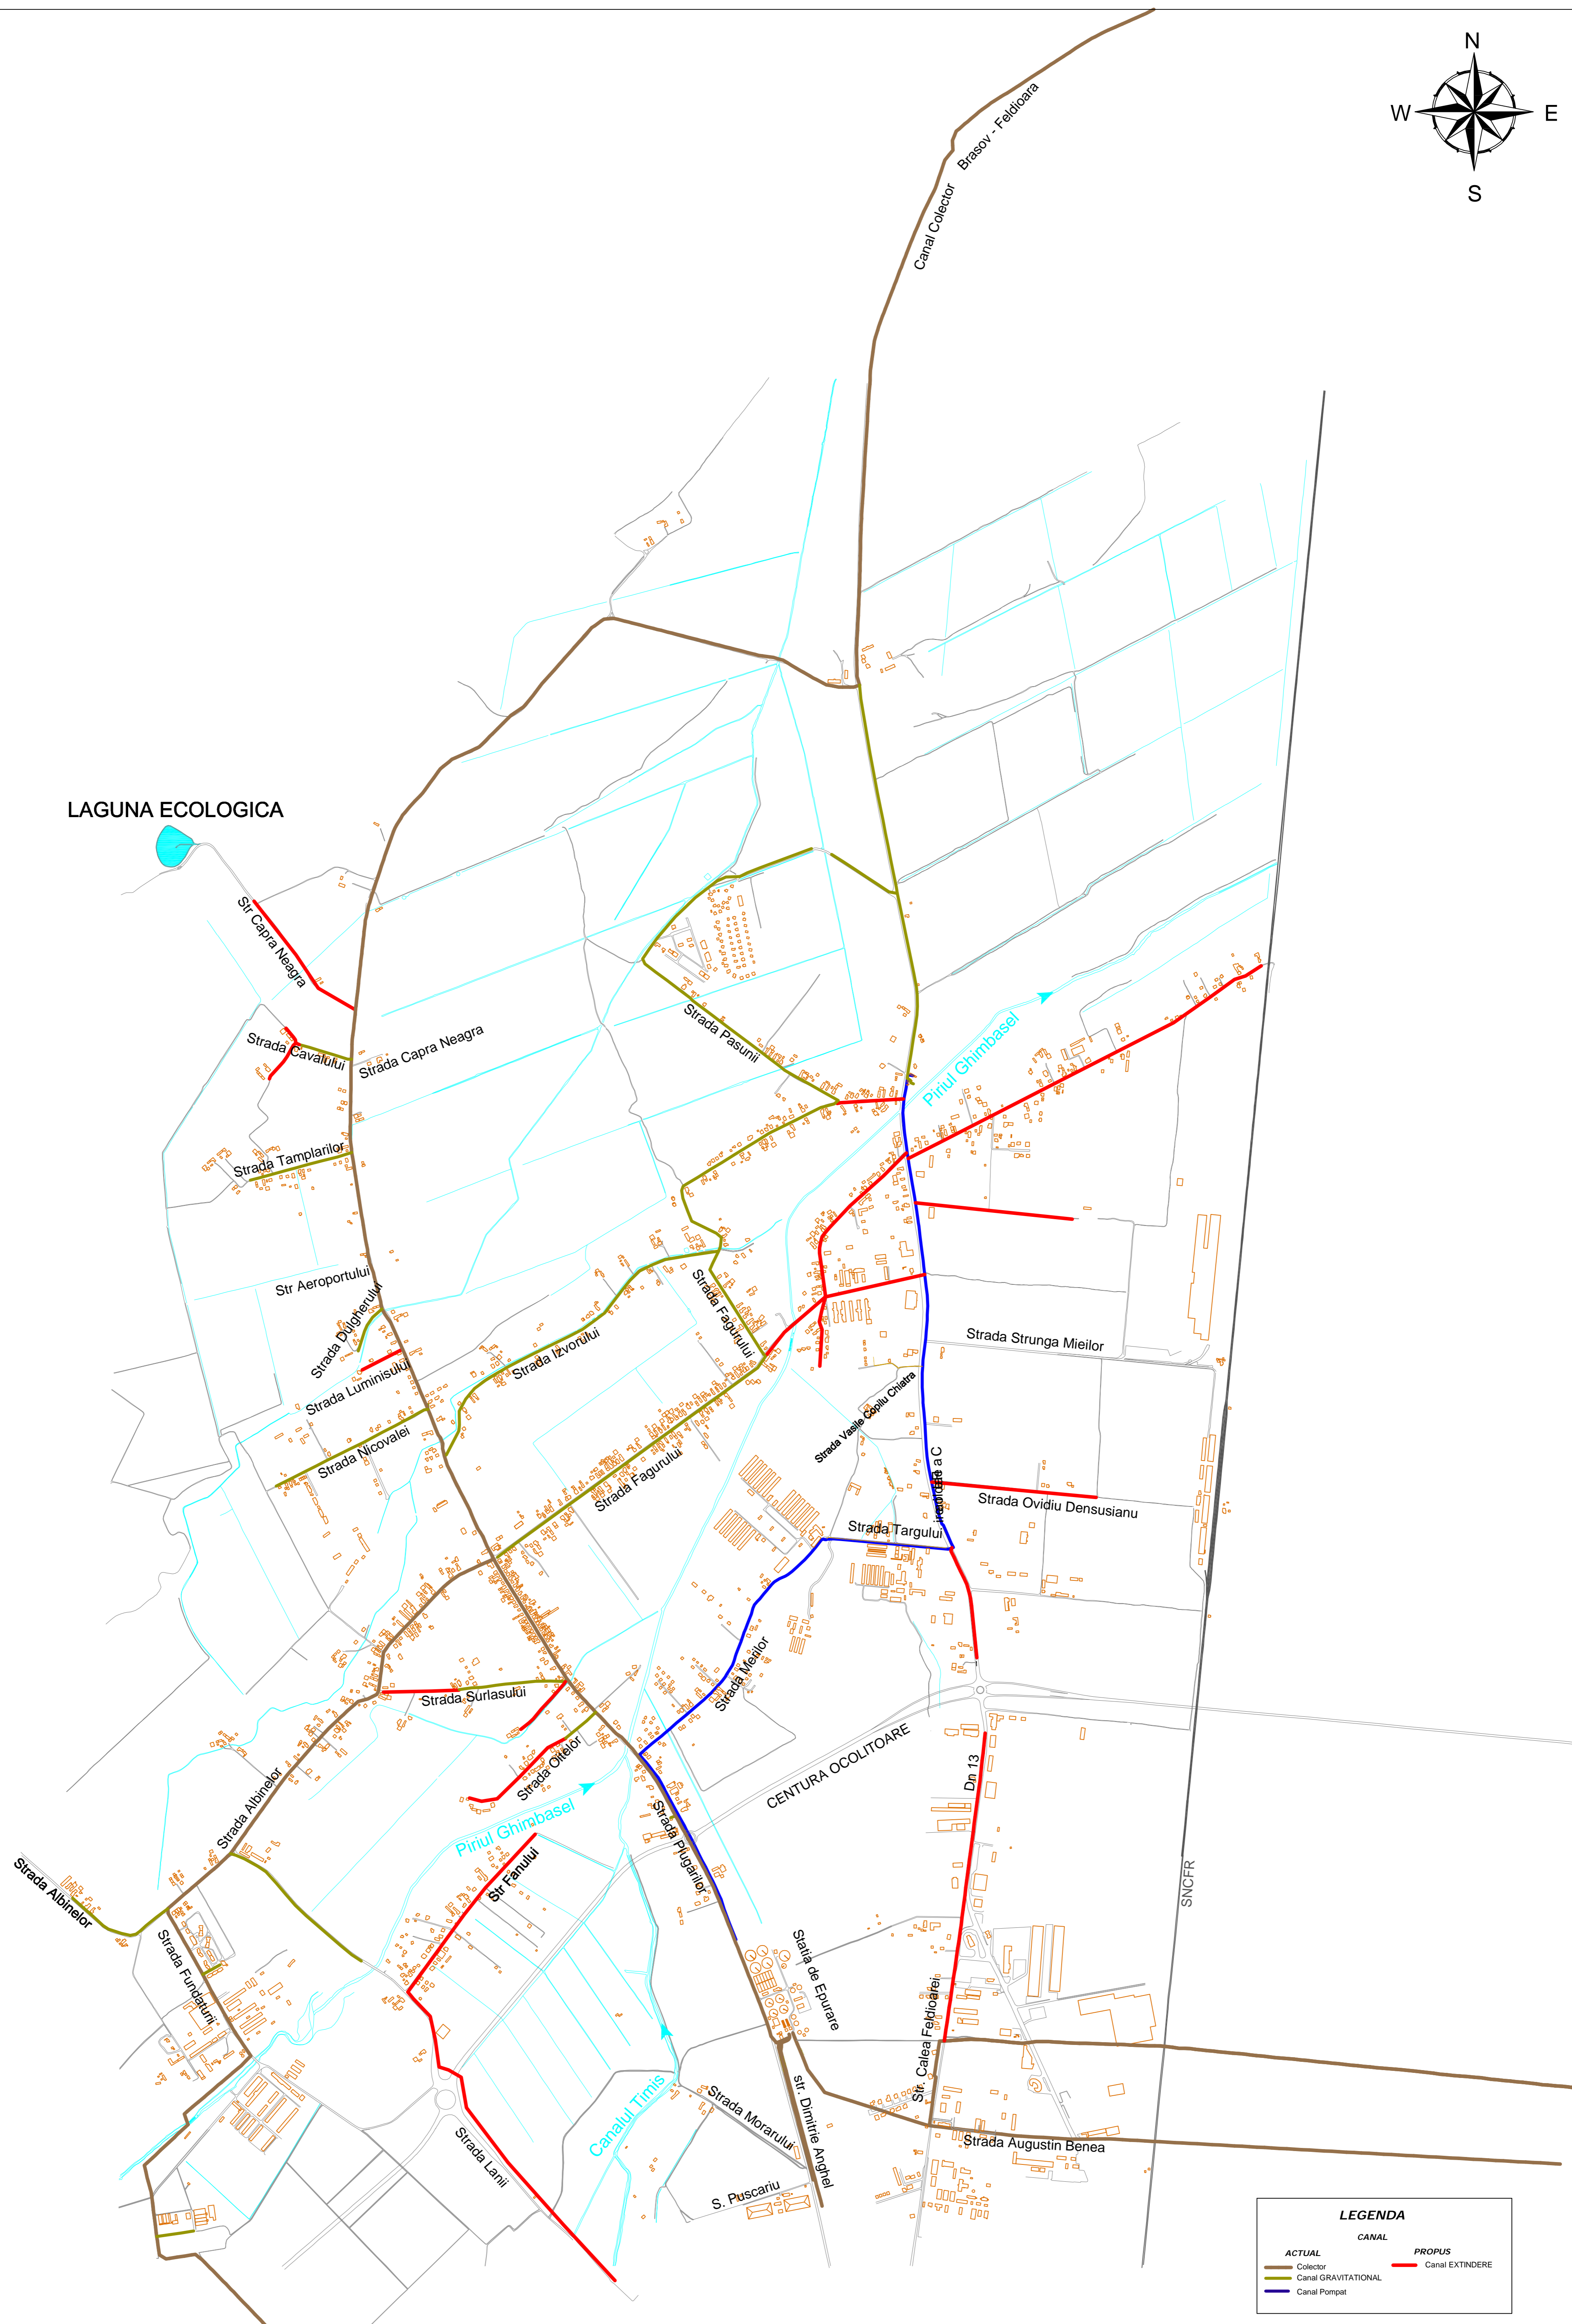 N
W
E
S
Canal Colector
Brasov - Feldioara
LAGUNA ECOLOGICA
Str Capra Neagra
Strada Cavalului
Strada Capra Neagra
Strada Pasunii
Piriul Ghimbasel
Strada Tamplarilor
Str Aeroportului
Strada Dulgherului
Strada Luminisului
Strada Nicovalei
Strada Izvorului
Strada Fagurului
Strada Fagurului
Strada Strunga Mieilor
Strada Vasile Copilu Chiatra
Strada Ovidiu Densusianu
Strada Targului
Strada Merilor
Strada Surlasului
Strada Oitelor
Strada Albinelor
Strada Albinelor
Piriul Ghimbasel
CENTURA OCOLITOARE
Dn 13
Strada Plugarilor
Str Fanului
Strada Fundaturii
SNCFR
Statia de Epurare
Str. Calea Feldioarei
str. Dimitrie Anghel
Canalul Timis
Strada Morarului
Strada Lanii
S. Puscariu
Strada Augustin Benea
LEGENDA
CANAL
ACTUAL
PROPUS
Colector
Canal EXTINDERE
Canal GRAVITATIONAL
Canal Pompat